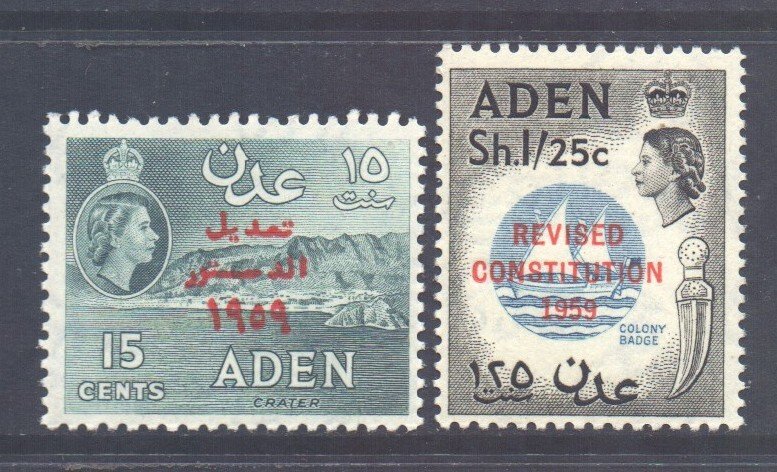 عدن
١٥
سنت
تعديل
الدستور
١٩٥٩
15
CENTS
ADEN
CRATER
ADEN
Sh.1/25c
REVISED
CONSTITUTION
1959
COLONY
BADGE
١٢٥
سنت
عدن